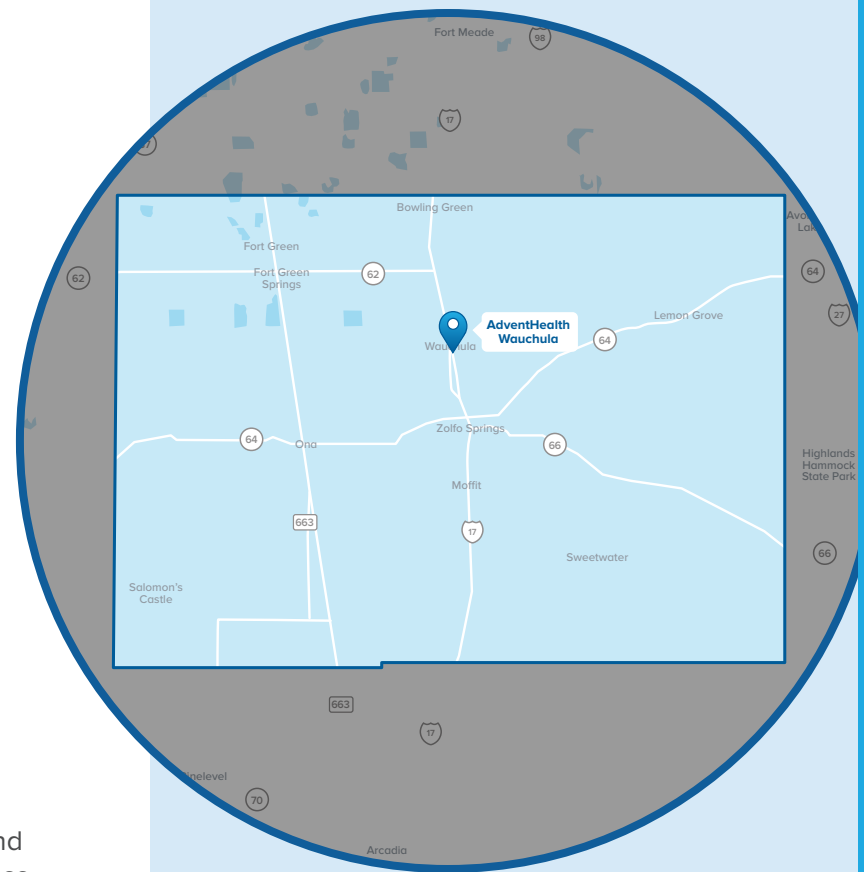 Fort Meade
98
17
Bowling Green
Fort Green
62
Fort Green
Springs
62
64
27
Lemon Grove
AdventHealth
Wauchula
Wauchula
64
Zolfo Springs
64
Ona
66
Highlands
Hammock
State Park
Moffit
663
17
66
Sweetwater
Salomon's
Castle
663
17
70
Arcadia